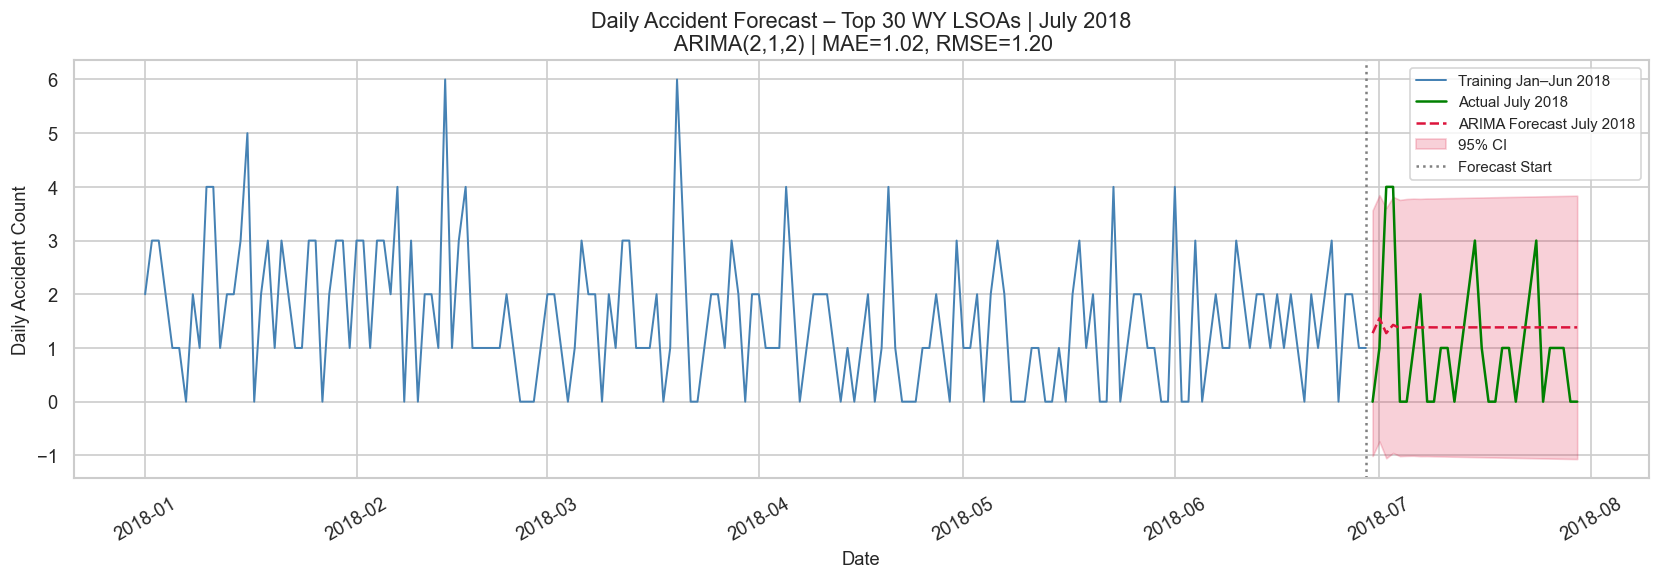 Daily Accident Forecast – Top 30 WY LSOAs | July 2018
ARIMA(2,1,2) | MAE=1.02, RMSE=1.20
Daily Accident Count
6
5
4
3
2
1
0
−1
Training Jan–Jun 2018
Actual July 2018
ARIMA Forecast July 2018
95% CI
Forecast Start
2018-01
2018-02
2018-03
2018-04
2018-05
2018-06
2018-07
2018-08
Date